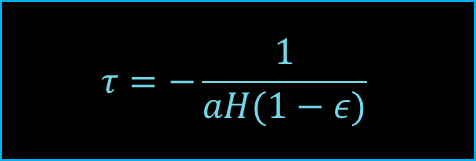 τ = − 1 / aH(1 − ϵ)